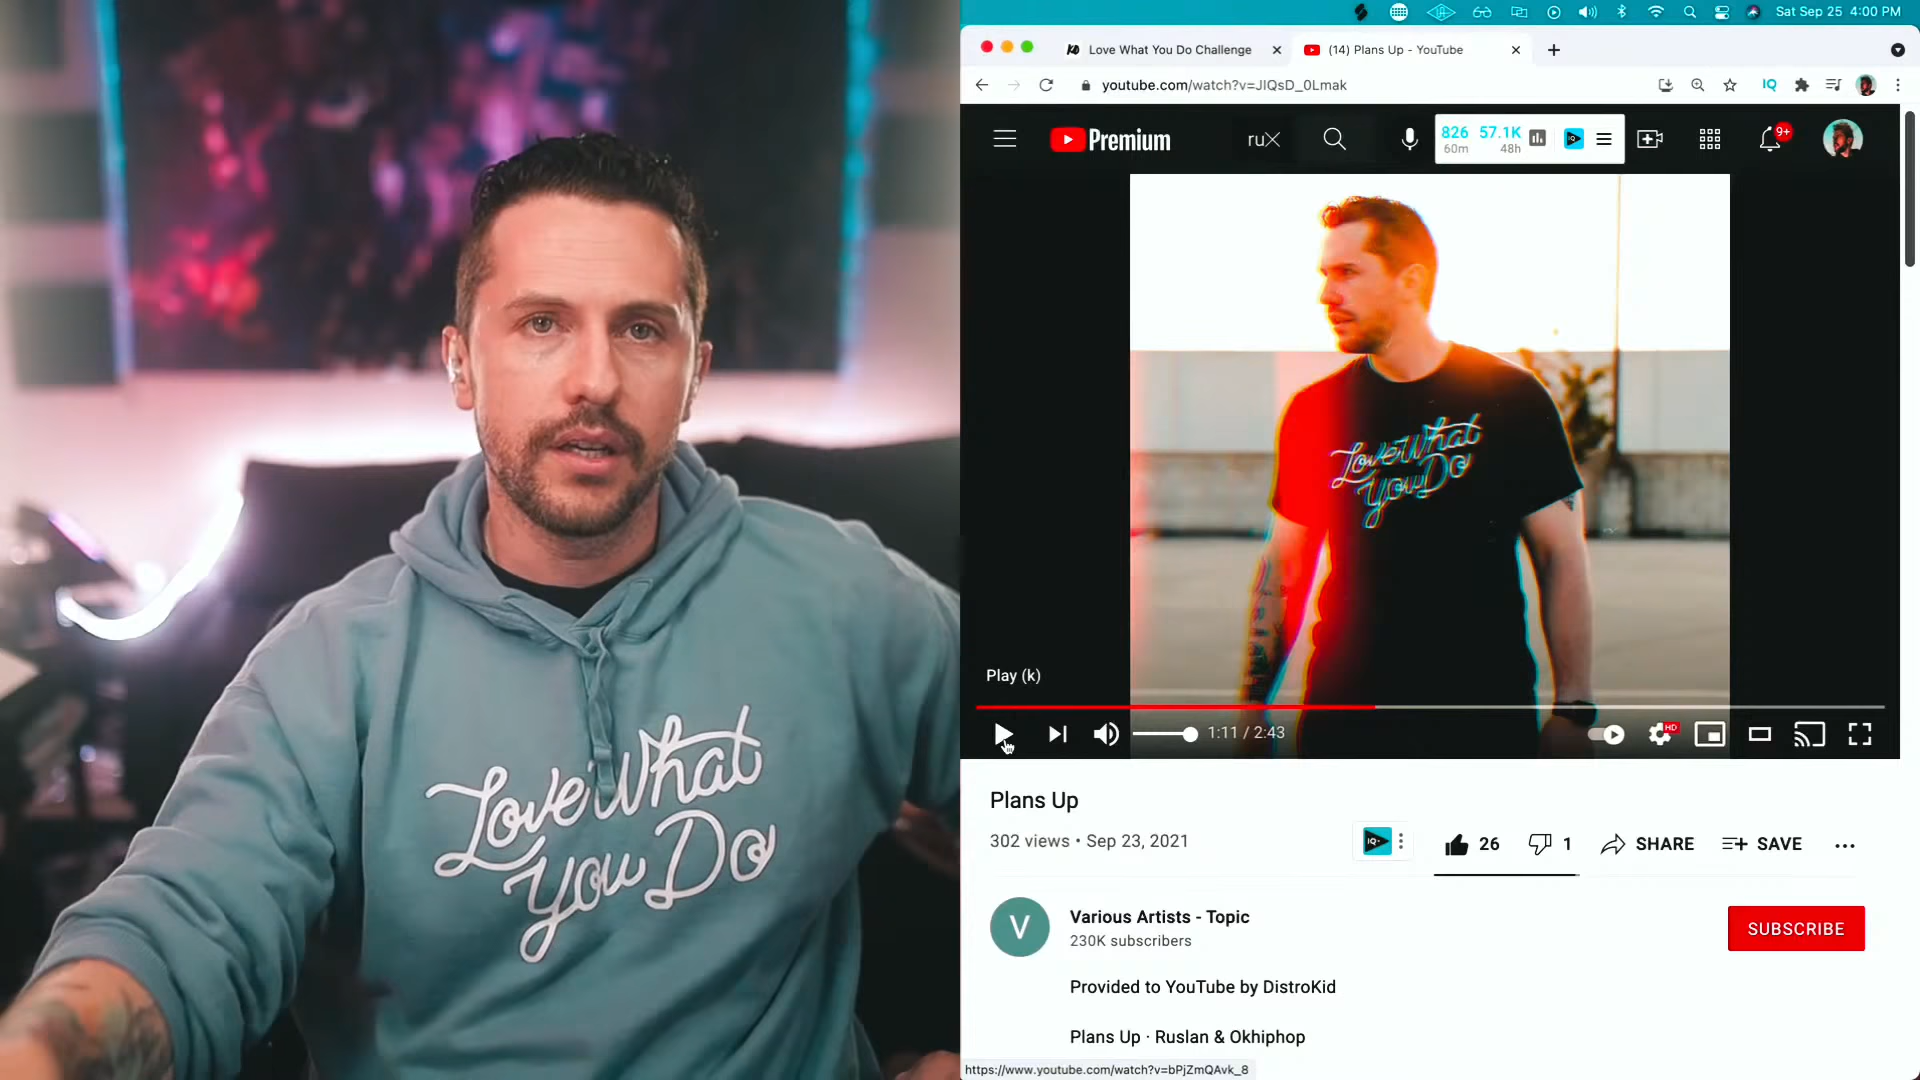 Sat Sep 25 4:00 PM
Love What You Do Challenge
(14) Plans Up - YouTube
youtube.com/watch?v=JIQsD_0Lmak
IQ
Premium
ru
826 57.1K
60m 48h
9+
Love What
You Do
Play (k)
1:11 / 2:43
HD
Plans Up
302 views • Sep 23, 2021
IQ
26
1
SHARE
SAVE
V
Various Artists - Topic
230K subscribers
SUBSCRIBE
Provided to YouTube by DistroKid
Plans Up · Ruslan & Okhiphop
https://www.youtube.com/watch?v=bPjZmQAvk_8
Love What
You Do